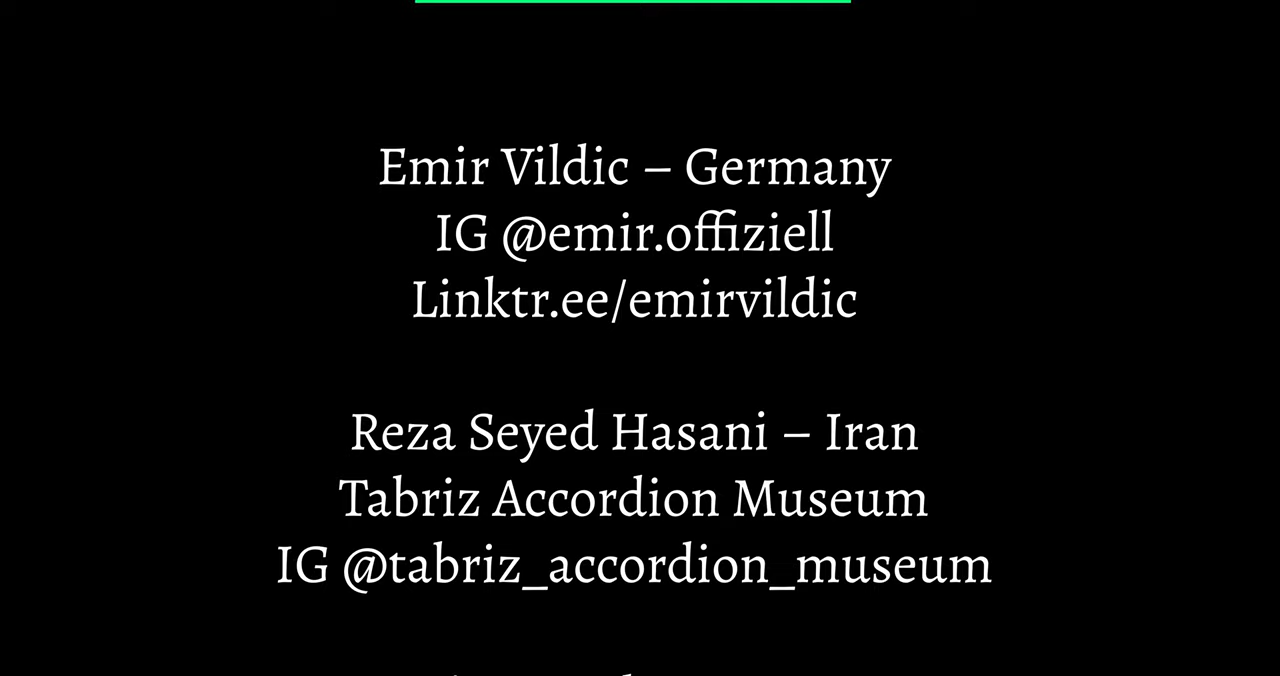 Emir Vildic – Germany
IG @emir.offiziell
Linktr.ee/emirvildic
Reza Seyed Hasani – Iran
Tabriz Accordion Museum
IG @tabriz_accordion_museum